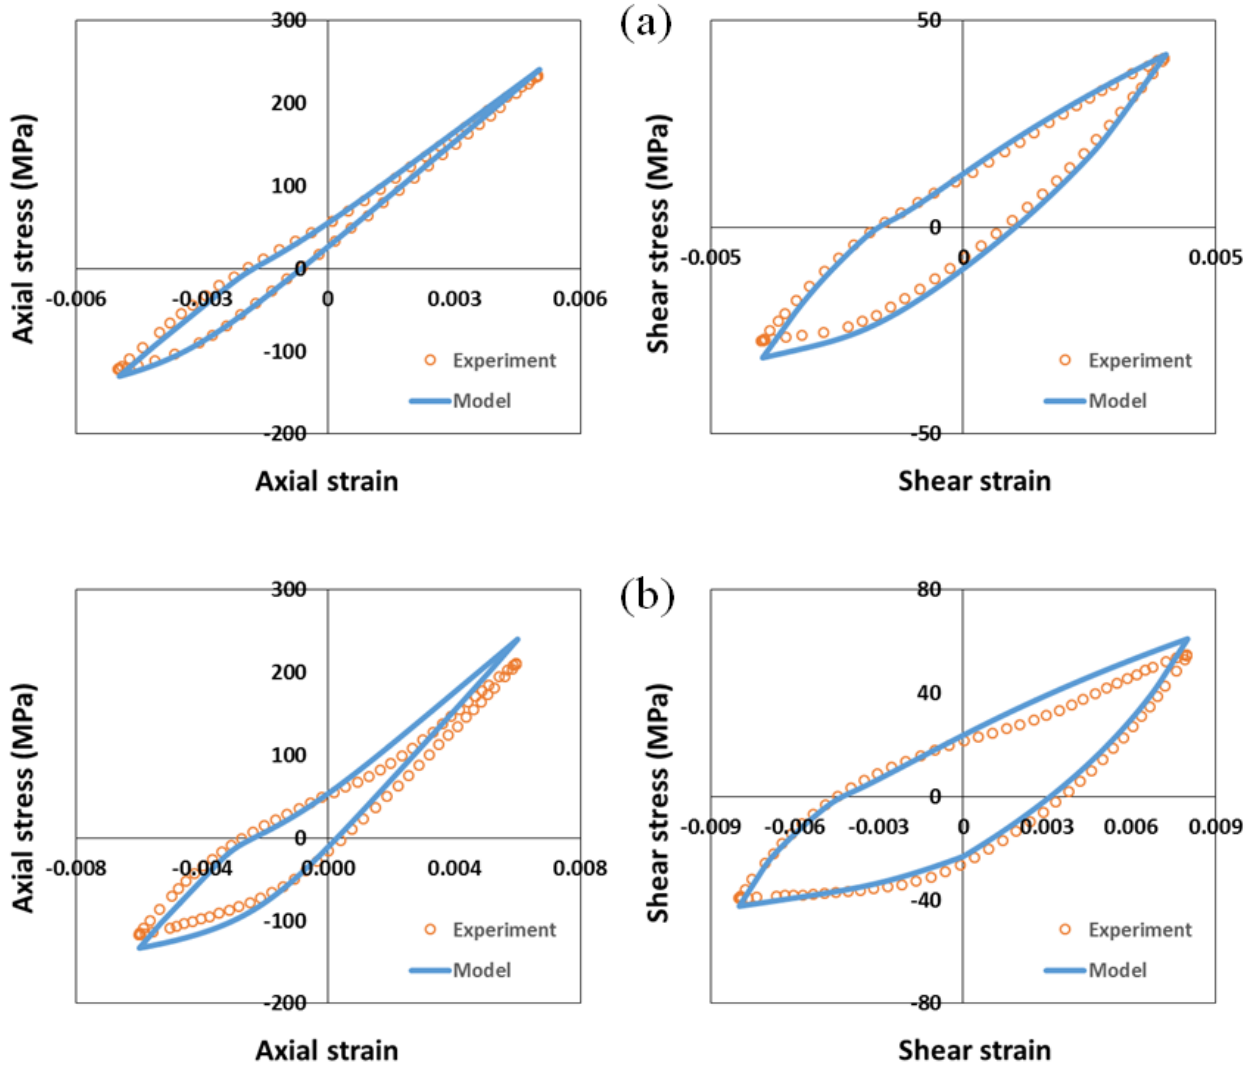 (a)
Axial stress (MPa)
300
200
100
0
-100
-200
-0.006
-0.003
0
0.003
0.006
Experiment
Model
Axial strain
Shear stress (MPa)
50
0
-50
-0.005
0
0.005
Experiment
Model
Shear strain
(b)
Axial stress (MPa)
300
200
100
0
-100
-200
-0.008
-0.004
0.000
0.004
0.008
Experiment
Model
Axial strain
Shear stress (MPa)
80
40
0
-40
-80
-0.009
-0.006
-0.003
0
0.003
0.006
0.009
Experiment
Model
Shear strain